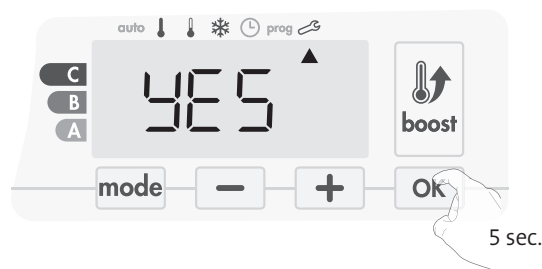 auto prog
C
YES
B
boost
A
mode - + OK
5 sec.